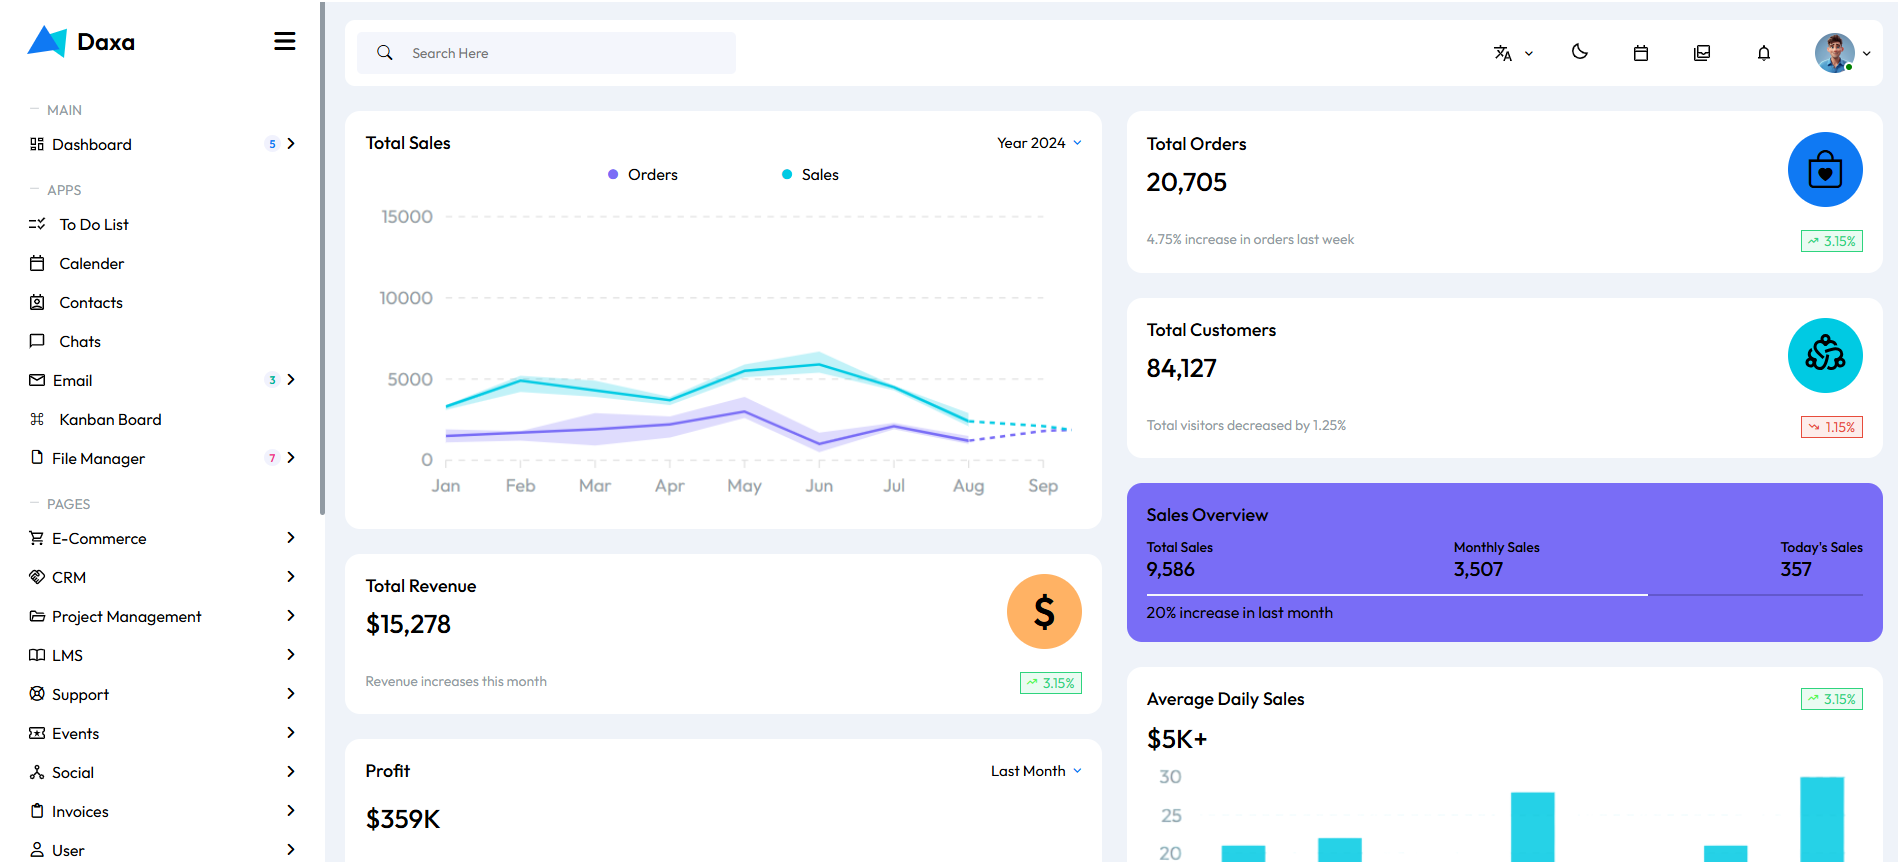 Daxa
MAIN
Dashboard 5
APPS
To Do List
Calender
Contacts
Chats
Email 3
Kanban Board
File Manager 7
PAGES
E-Commerce
CRM
Project Management
LMS
Support
Events
Social
Invoices
User
Search Here
Total Sales
Year 2024
Orders Sales
15000
10000
5000
0
Jan Feb Mar Apr May Jun Jul Aug Sep
Total Revenue
$15,278
$
Revenue increases this month
3.15%
Profit
Last Month
$359K
Total Orders
20,705
4.75% increase in orders last week
3.15%
Total Customers
84,127
Total visitors decreased by 1.25%
1.15%
Sales Overview
Total Sales Monthly Sales Today's Sales
9,586 3,507 357
20% increase in last month
Average Daily Sales
3.15%
$5K+
30
25
20